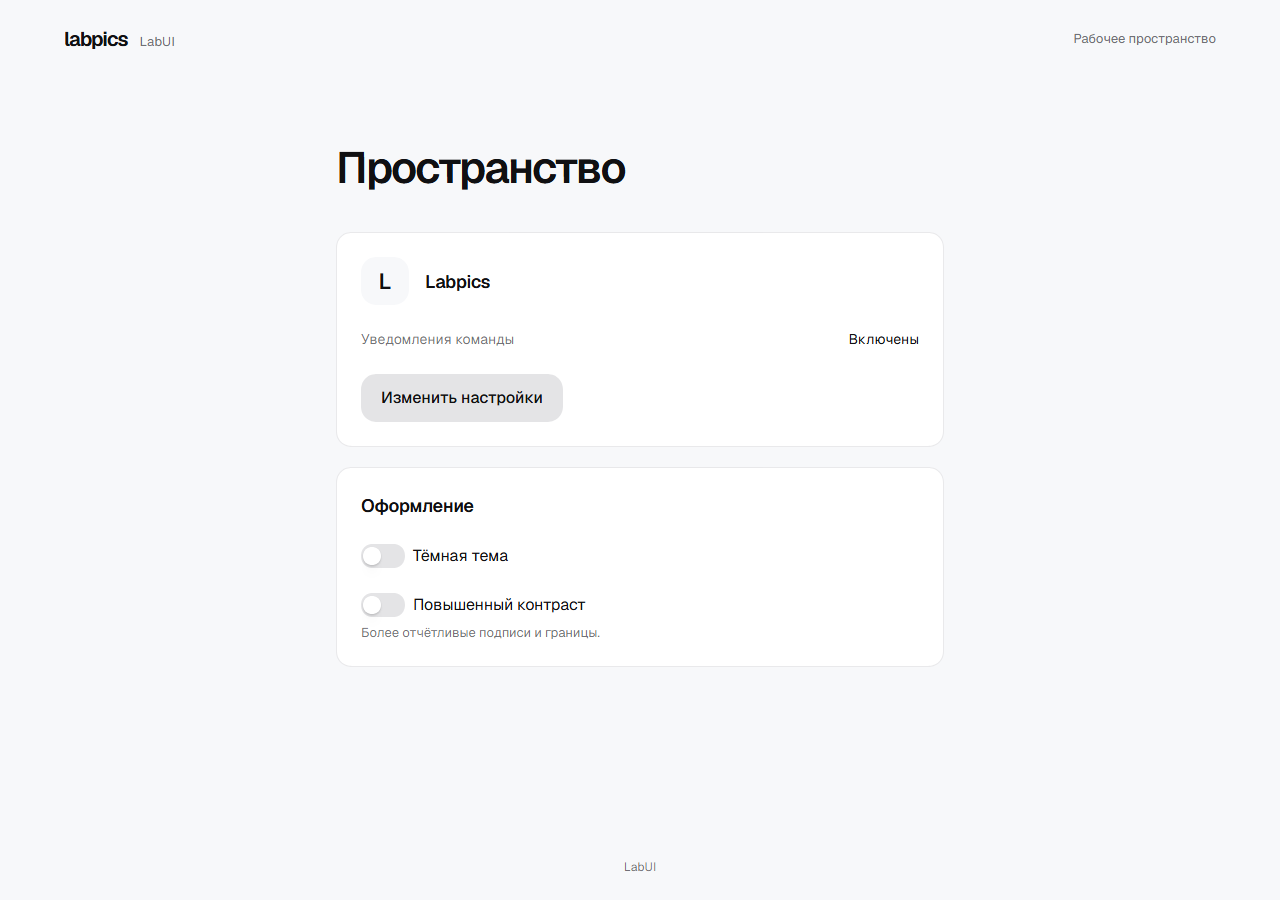 labpics LabUI
Рабочее пространство
Пространство
L
Labpics
Уведомления команды
Включены
Изменить настройки
Оформление
Тёмная тема
Повышенный контраст
Более отчётливые подписи и границы.
LabUI